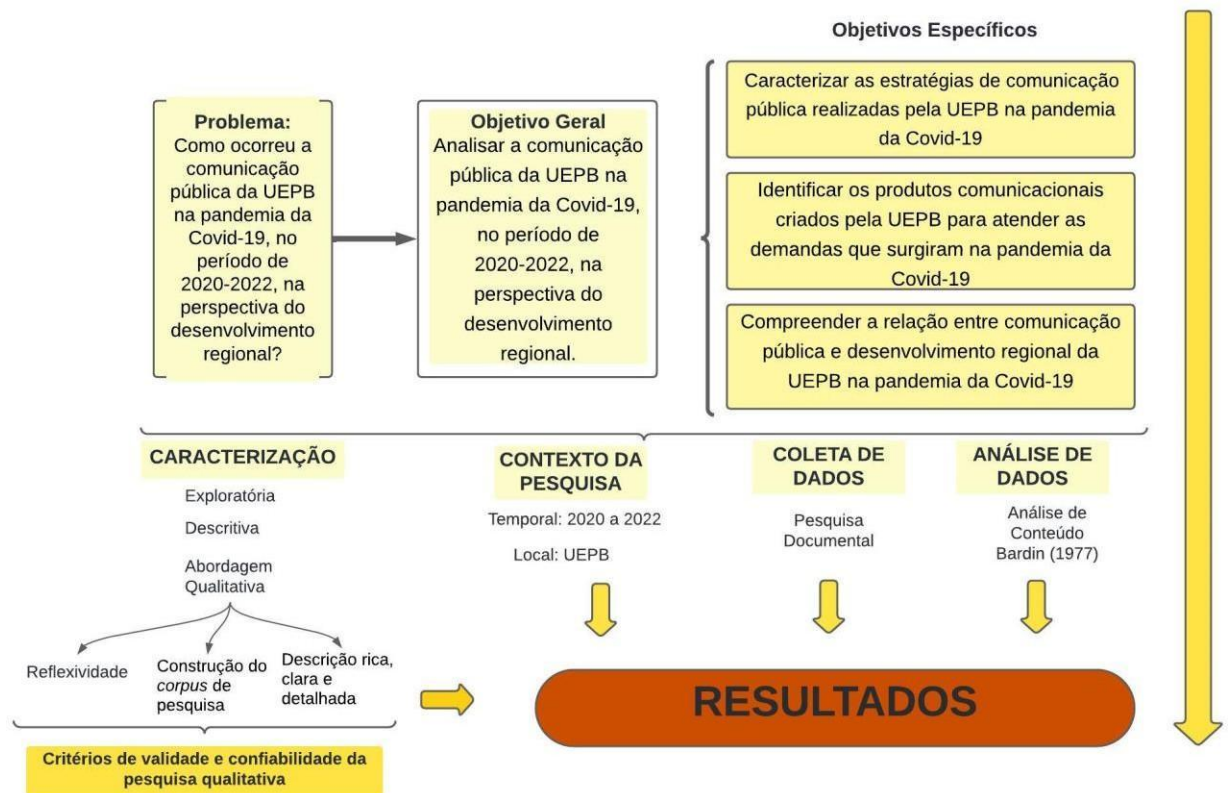 Problema:
Como ocorreu a
comunicação
pública da UEPB
na pandemia da
Covid-19, no
período de
2020-2022, na
perspectiva do
desenvolvimento
regional?
Objetivo Geral
Analisar a comunicação
pública da UEPB na
pandemia da Covid-19,
no período de
2020-2022, na
perspectiva do
desenvolvimento
regional.
Objetivos Específicos
Caracterizar as estratégias de comunicação
pública realizadas pela UEPB na pandemia
da Covid-19
Identificar os produtos comunicacionais
criados pela UEPB para atender as
demandas que surgiram na pandemia da
Covid-19
Compreender a relação entre comunicação
pública e desenvolvimento regional da
UEPB na pandemia da Covid-19
CARACTERIZAÇÃO
Exploratória
Descritiva
Abordagem
Qualitativa
Reflexividade
Construção do
corpus de
pesquisa
Descrição rica,
clara e
detalhada
Critérios de validade e confiabilidade da
pesquisa qualitativa
CONTEXTO DA
PESQUISA
Temporal: 2020 a 2022
Local: UEPB
COLETA DE
DADOS
Pesquisa
Documental
ANÁLISE DE
DADOS
Análise de
Conteúdo
Bardin (1977)
RESULTADOS